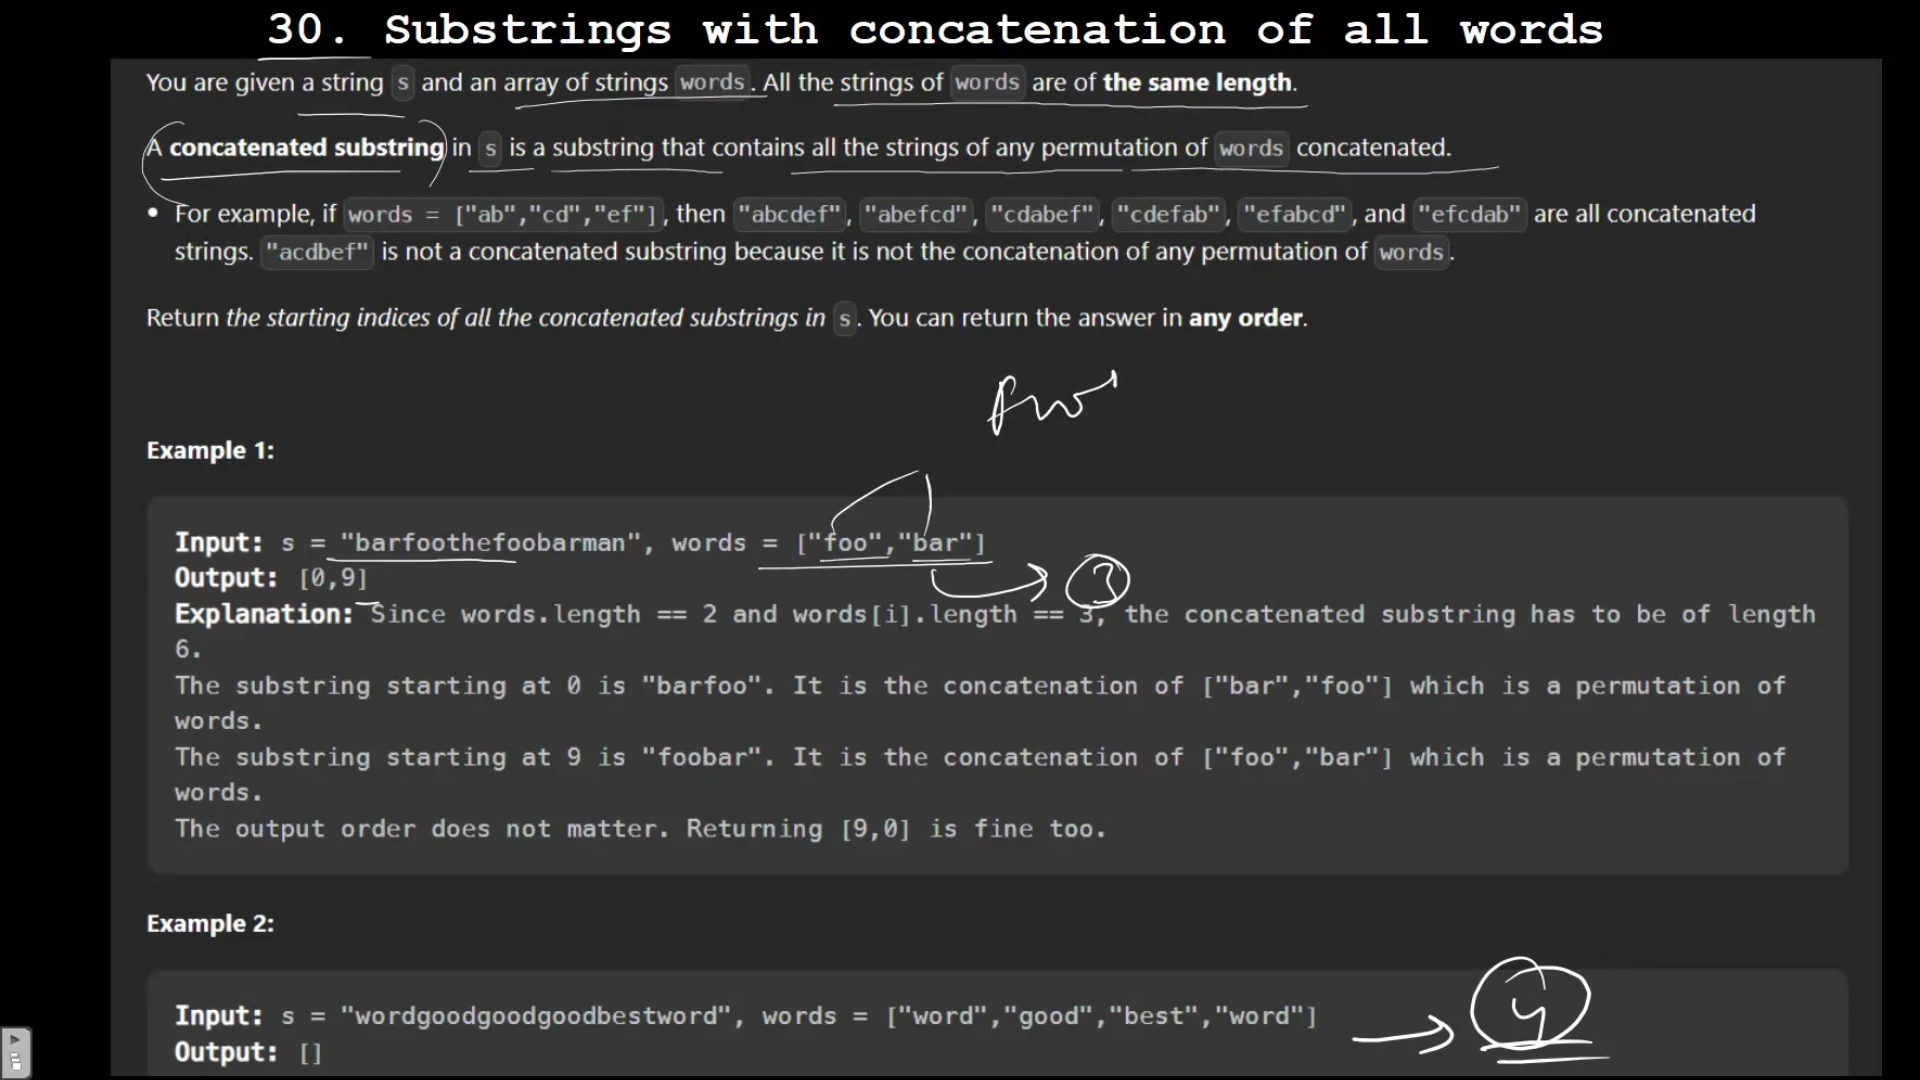 30. Substrings with concatenation of all words
You are given a string s and an array of strings words. All the strings of words are of the same length.
A concatenated substring in s is a substring that contains all the strings of any permutation of words concatenated.
• For example, if words = ["ab","cd","ef"], then "abcdef", "abefcd", "cdabef", "cdefab", "efabcd", and "efcdab" are all concatenated
strings. "acdbef" is not a concatenated substring because it is not the concatenation of any permutation of words.
Return the starting indices of all the concatenated substrings in s. You can return the answer in any order.
Example 1:
Input: s = "barfoothefoobarman", words = ["foo","bar"]
Output: [0,9]
3
Explanation: Since words.length == 2 and words[i].length == 3, the concatenated substring has to be of length
6.
The substring starting at 0 is "barfoo". It is the concatenation of ["bar","foo"] which is a permutation of
words.
The substring starting at 9 is "foobar". It is the concatenation of ["foo","bar"] which is a permutation of
words.
The output order does not matter. Returning [9,0] is fine too.
Example 2:
Input: s = "wordgoodgoodgoodbestword", words = ["word","good","best","word"]
Output: []